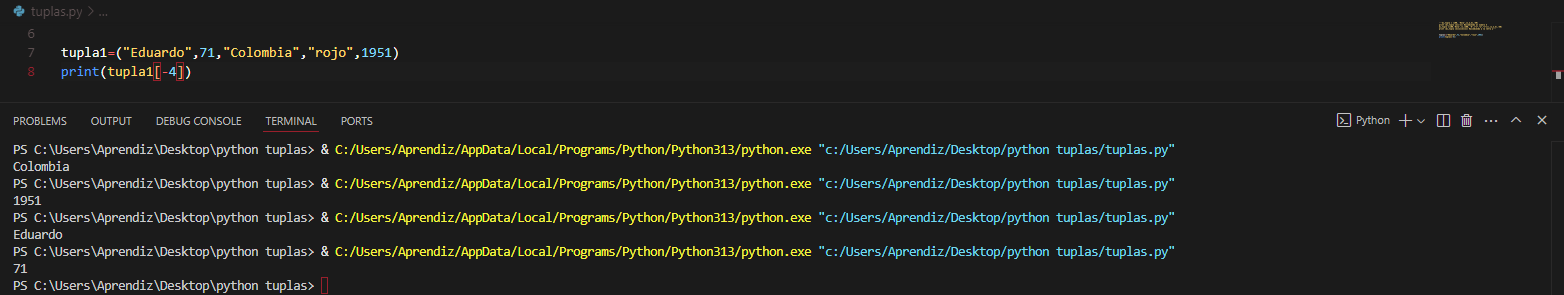 tuplas.py > ...
6
7 tupla1=("Eduardo",71,"Colombia","rojo",1951)
8 print(tupla1[-4])
PROBLEMS OUTPUT DEBUG CONSOLE TERMINAL PORTS Python
PS C:\Users\Aprendiz\Desktop\python tuplas> & C:/Users/Aprendiz/AppData/Local/Programs/Python/Python313/python.exe "c:/Users/Aprendiz/Desktop/python tuplas/tuplas.py"
Colombia
PS C:\Users\Aprendiz\Desktop\python tuplas> & C:/Users/Aprendiz/AppData/Local/Programs/Python/Python313/python.exe "c:/Users/Aprendiz/Desktop/python tuplas/tuplas.py"
1951
PS C:\Users\Aprendiz\Desktop\python tuplas> & C:/Users/Aprendiz/AppData/Local/Programs/Python/Python313/python.exe "c:/Users/Aprendiz/Desktop/python tuplas/tuplas.py"
Eduardo
PS C:\Users\Aprendiz\Desktop\python tuplas> & C:/Users/Aprendiz/AppData/Local/Programs/Python/Python313/python.exe "c:/Users/Aprendiz/Desktop/python tuplas/tuplas.py"
71
PS C:\Users\Aprendiz\Desktop\python tuplas>